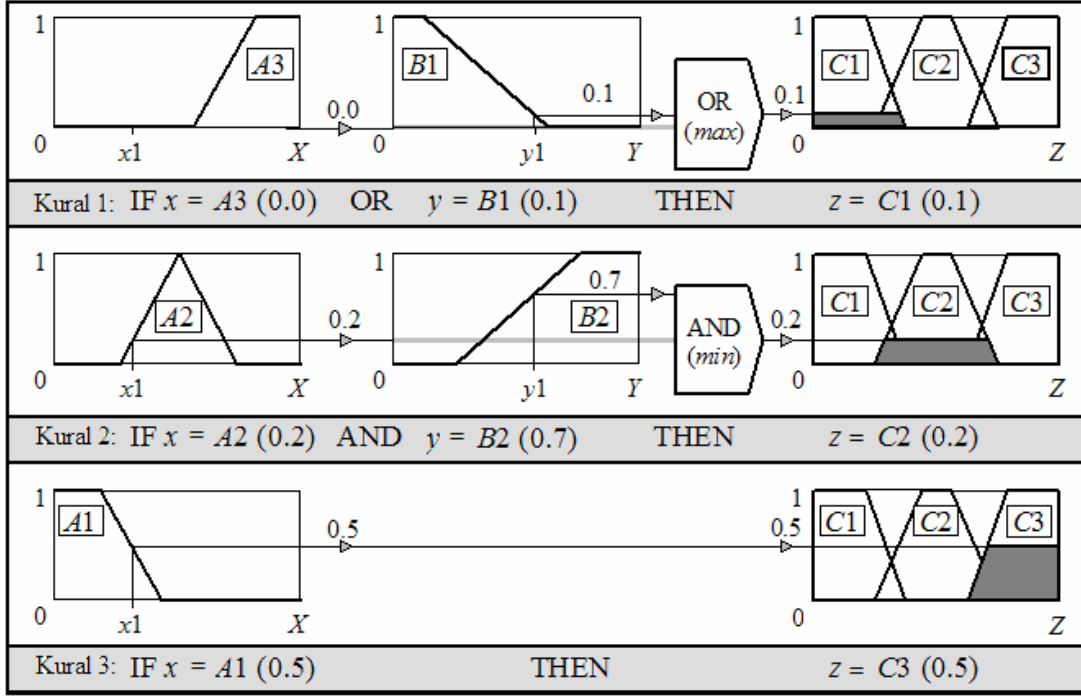 1 A3 0 x1 X 0.0
1 B1 0.1 y1 Y
OR
(max)
0.1
1 C1 C2 C3 0 Z
Kural 1: IF x = A3 (0.0) OR y = B1 (0.1) THEN z = C1 (0.1)
1 A2 0 x1 X 0.2
1 0.7 B2 0 y1 Y
AND
(min)
0.2
1 C1 C2 C3 0 Z
Kural 2: IF x = A2 (0.2) AND y = B2 (0.7) THEN z = C2 (0.2)
1 A1 0 x1 X 0.5
0.5
1 C1 C2 C3 0 Z
Kural 3: IF x = A1 (0.5) THEN z = C3 (0.5)